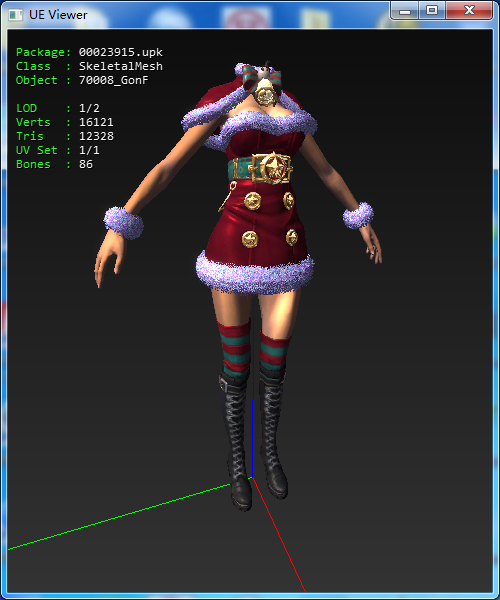 UE Viewer
Package: 00023915.upk
Class : SkeletalMesh
Object : 70008_GonF
LOD : 1/2
Verts : 16121
Tris : 12328
UV Set : 1/1
Bones : 86